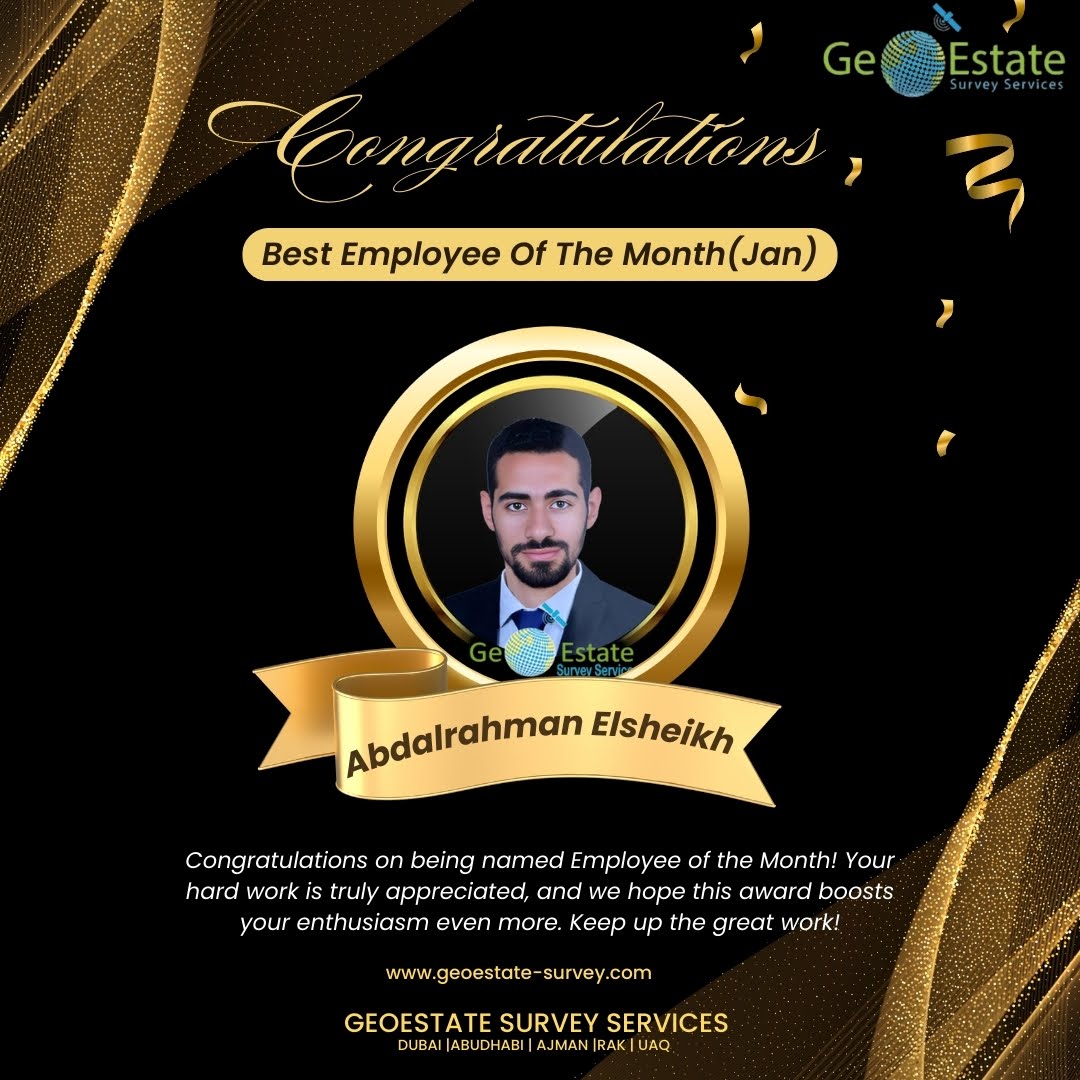 GeoEstate
Survey Services
Congratulations
Best Employee Of The Month(Jan)
GeoEstate
Survey Service
Abdalrahman Elsheikh
Congratulations on being named Employee of the Month! Your
hard work is truly appreciated, and we hope this award boosts
your enthusiasm even more. Keep up the great work!
www.geoestate-survey.com
GEOESTATE SURVEY SERVICES
DUBAI |ABUDHABI | AJMAN |RAK | UAQ